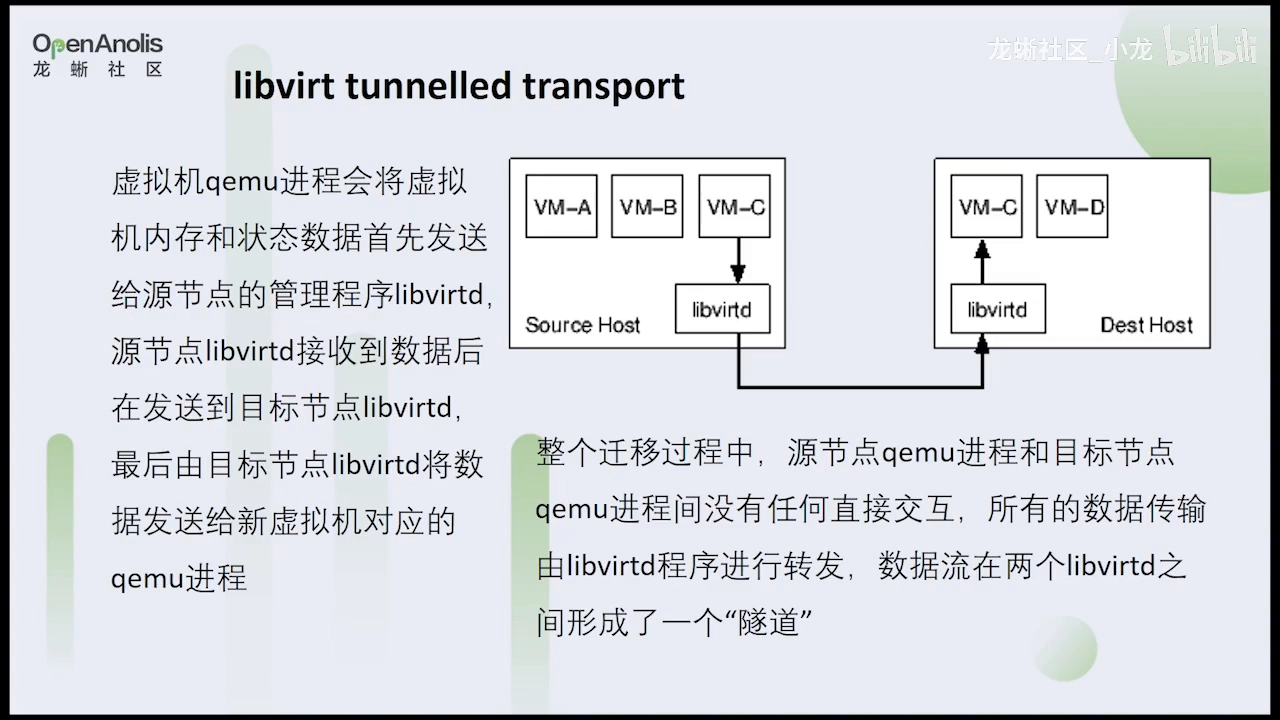 OpenAnolis
龙蜥社区
龙蜥社区_小龙 bilibili
libvirt tunnelled transport
虚拟机qemu进程会将虚拟
机内存和状态数据首先发送
给源节点的管理程序libvirtd,
源节点libvirtd接收到数据后
在发送到目标节点libvirtd,
最后由目标节点libvirtd将数
据发送给新虚拟机对应的
qemu进程
VM-A
VM-B
VM-C
libvirtd
Source Host
VM-C
VM-D
libvirtd
Dest Host
整个迁移过程中，源节点qemu进程和目标节点
qemu进程间没有任何直接交互，所有的数据传输
由libvirtd程序进行转发，数据流在两个libvirtd之
间形成了一个“隧道”